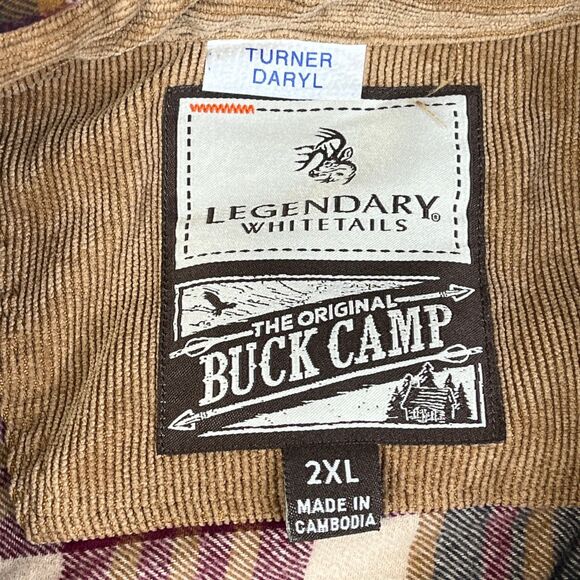 TURNER
DARYL
LEGENDARY®
WHITETAILS
THE ORIGINAL
BUCK CAMP
2XL
MADE IN
CAMBODIA